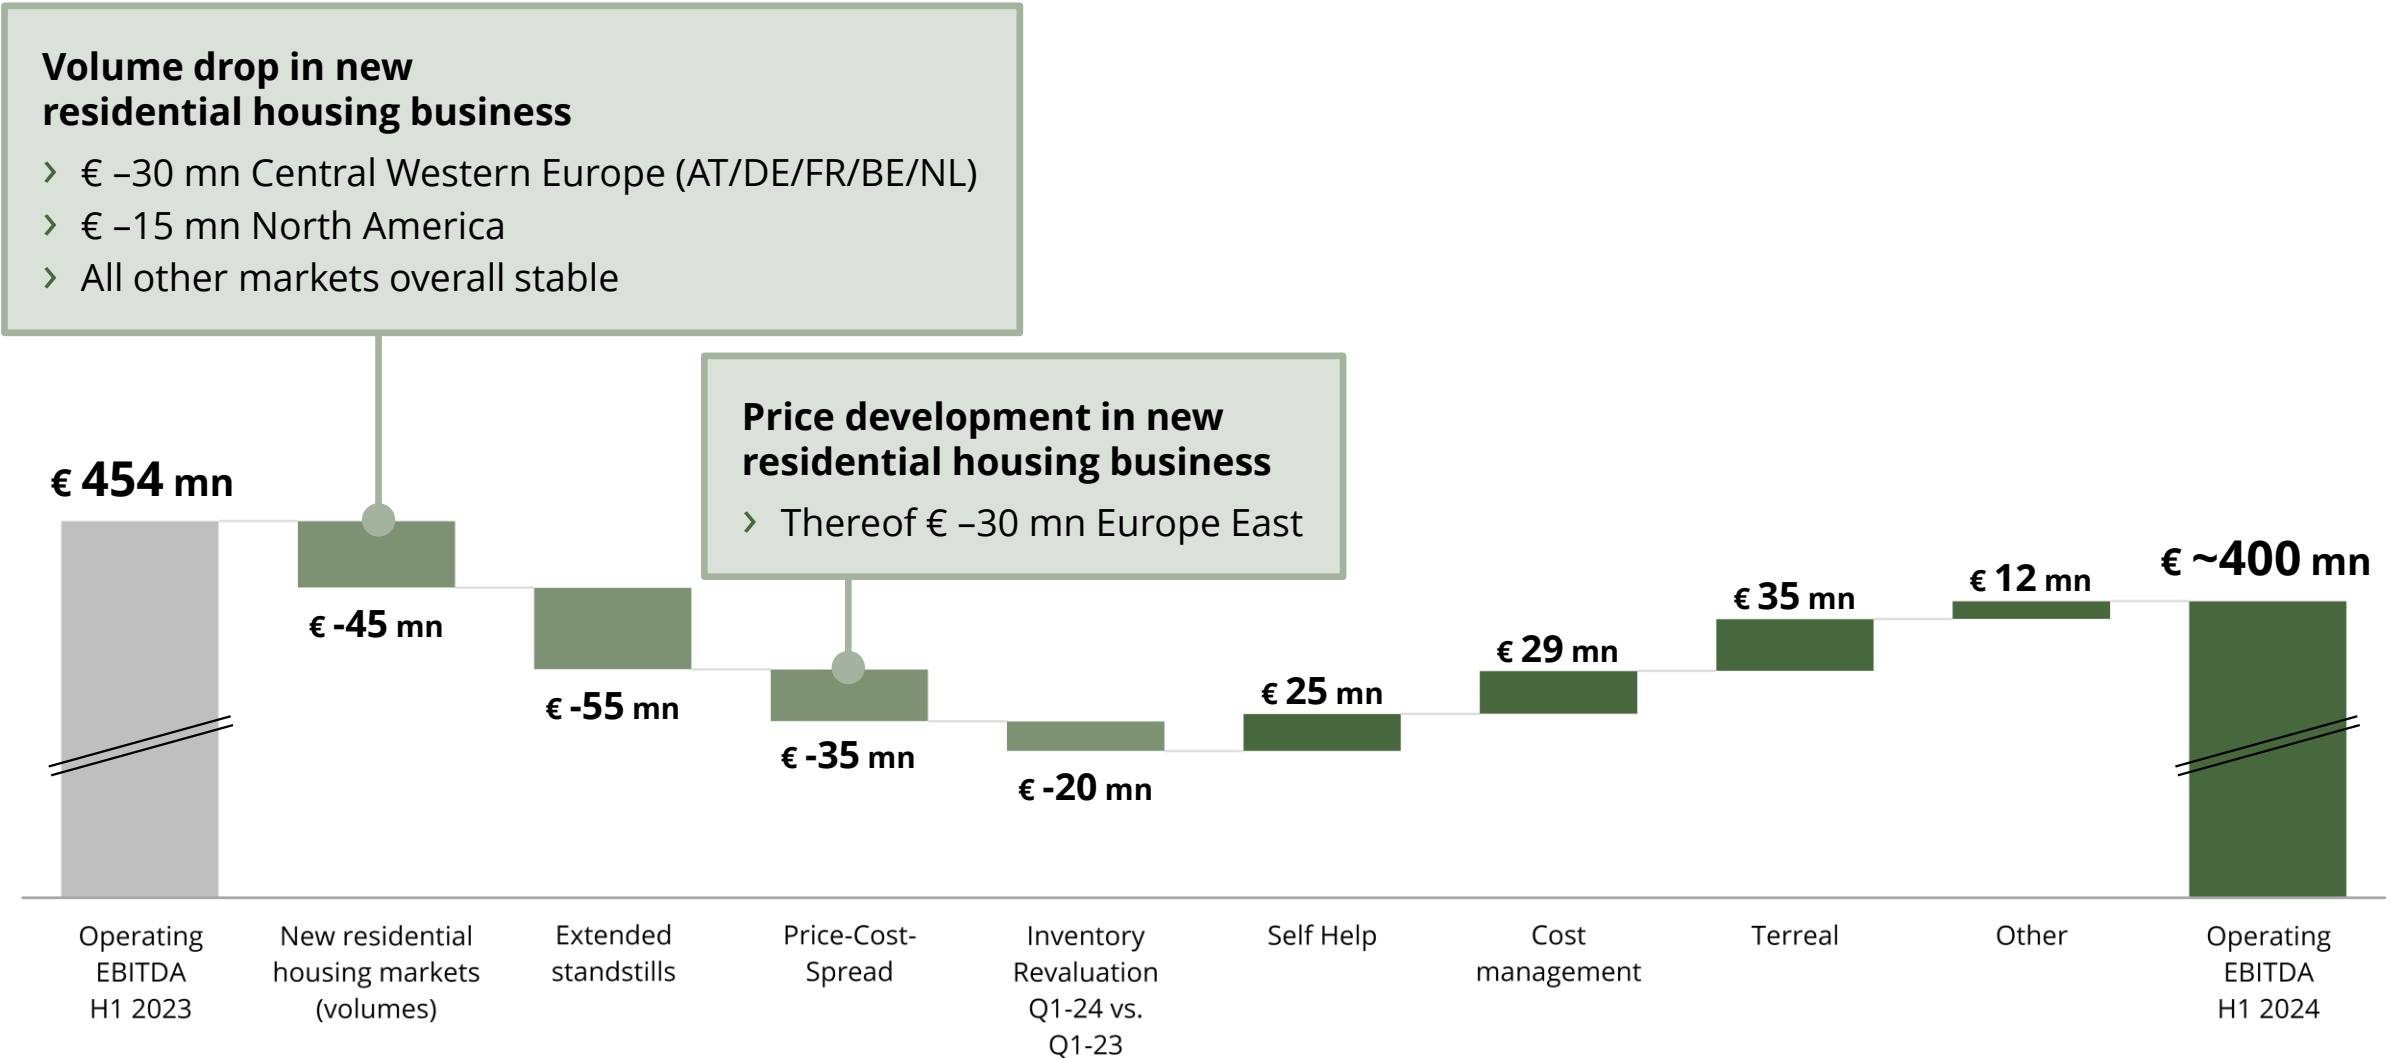 Volume drop in new
residential housing business
› € –30 mn Central Western Europe (AT/DE/FR/BE/NL)
› € –15 mn North America
› All other markets overall stable
Price development in new
residential housing business
› Thereof € –30 mn Europe East
€ 454 mn
€ -45 mn
€ -55 mn
€ -35 mn
€ -20 mn
€ 25 mn
€ 29 mn
€ 35 mn
€ 12 mn
€ ~400 mn
Operating
EBITDA
H1 2023
New residential
housing markets
(volumes)
Extended
standstills
Price-Cost-
Spread
Inventory
Revaluation
Q1-24 vs.
Q1-23
Self Help
Cost
management
Terreal
Other
Operating
EBITDA
H1 2024